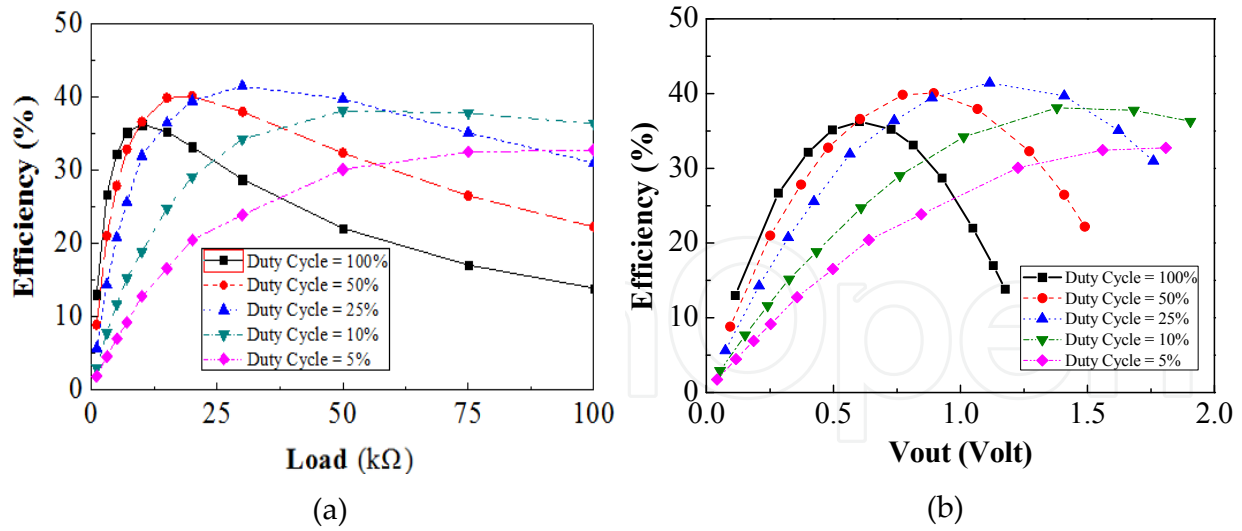 50
40
30
20
10
0
Efficiency (%)
Duty Cycle = 100%
Duty Cycle = 50%
Duty Cycle = 25%
Duty Cycle = 10%
Duty Cycle = 5%
0 25 50 75 100
Load (kΩ)
(a)
50
40
30
20
10
0
Efficiency (%)
Duty Cycle = 100%
Duty Cycle = 50%
Duty Cycle = 25%
Duty Cycle = 10%
Duty Cycle = 5%
0.0 0.5 1.0 1.5 2.0
Vout (Volt)
(b)